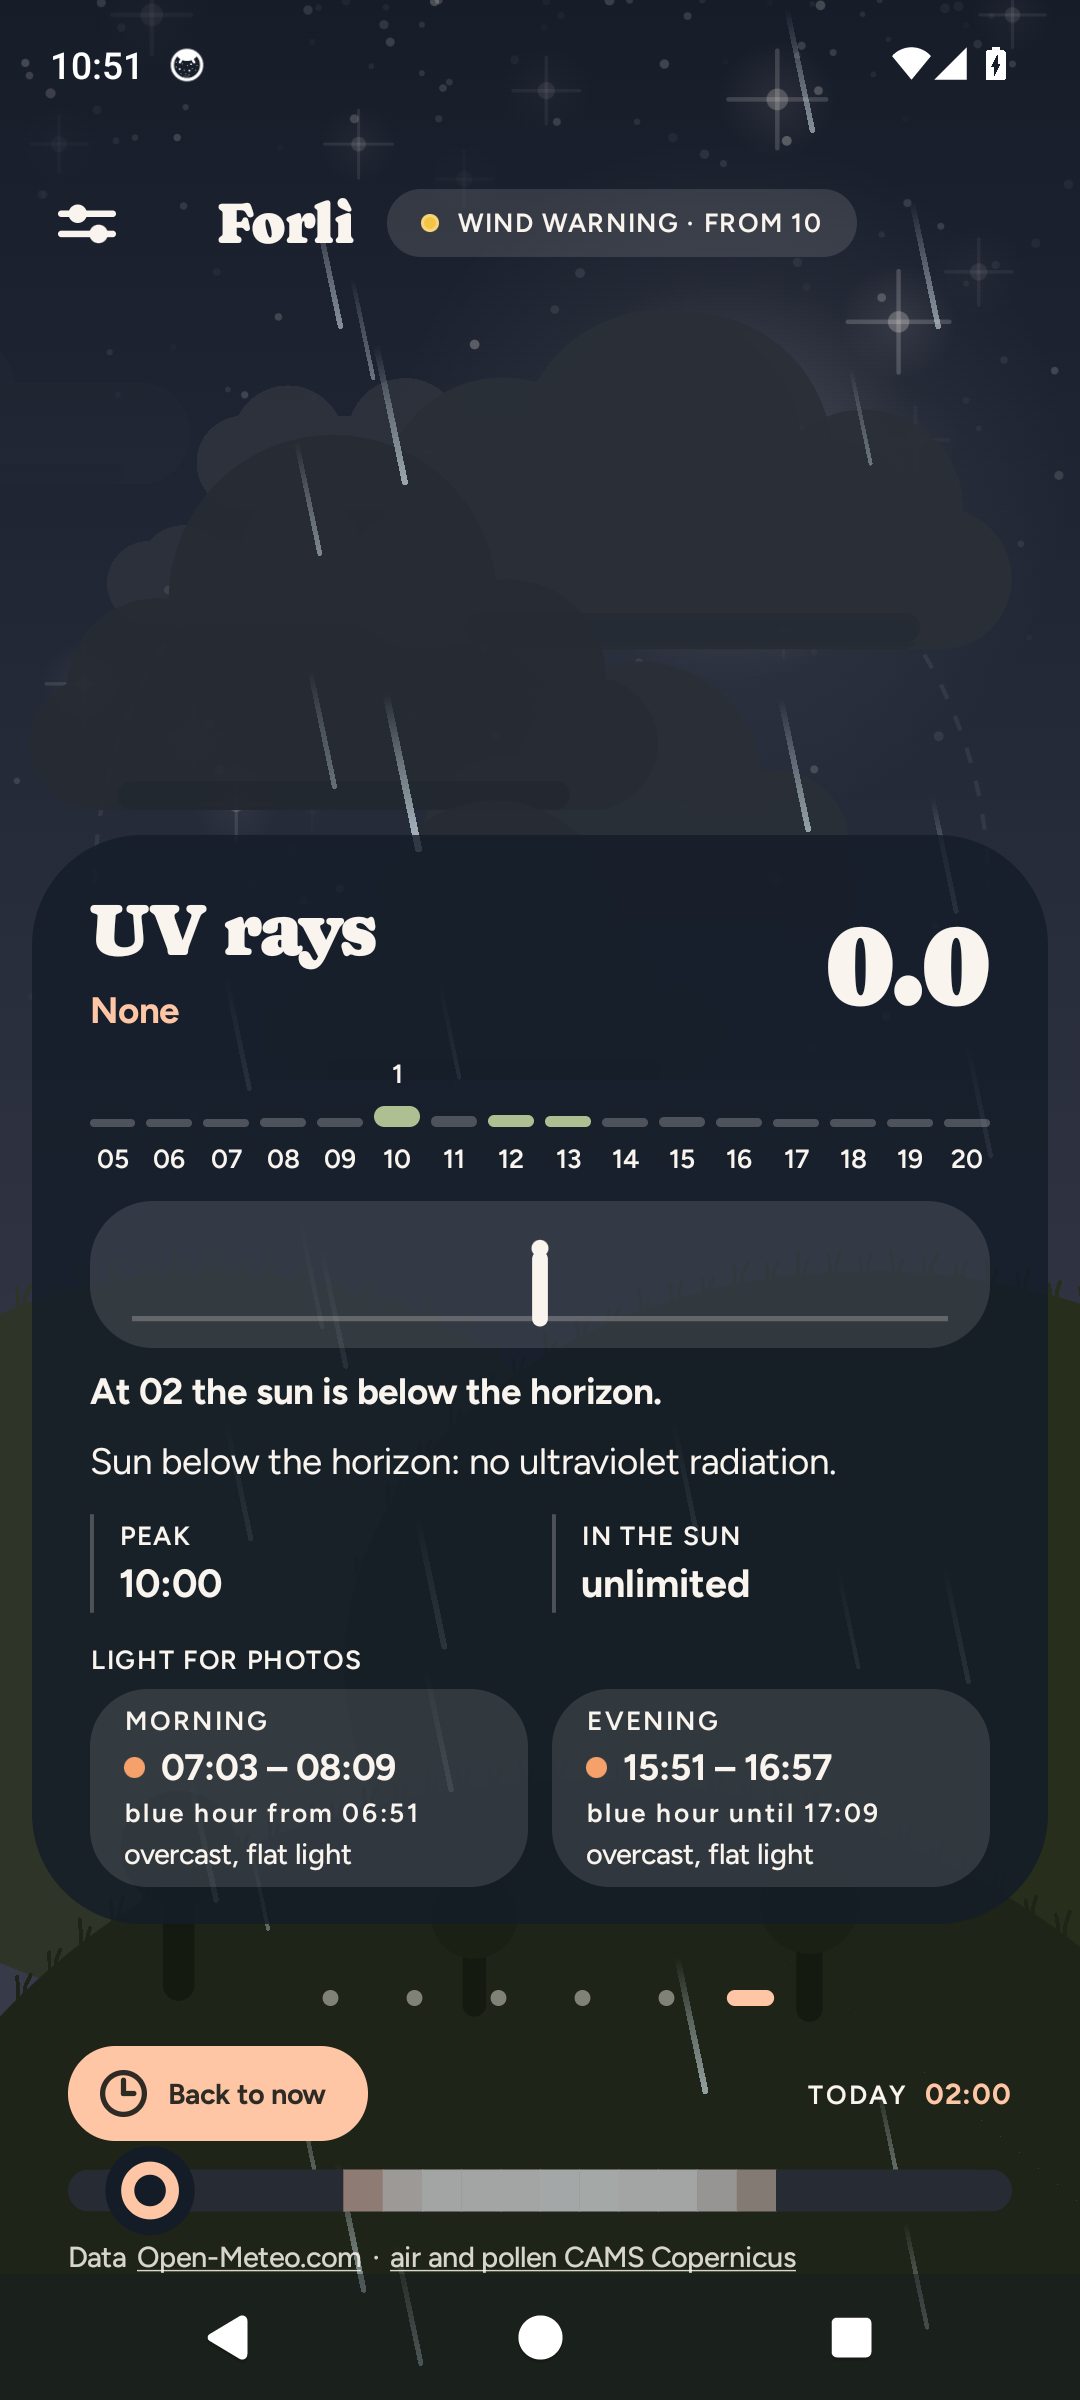 10:51
Forlì
WIND WARNING · FROM 10
UV rays
0.0
None
1
05 06 07 08 09 10 11 12 13 14 15 16 17 18 19 20
At 02 the sun is below the horizon.
Sun below the horizon: no ultraviolet radiation.
PEAK
10:00
IN THE SUN
unlimited
LIGHT FOR PHOTOS
MORNING
07:03 – 08:09
blue hour from 06:51
overcast, flat light
EVENING
15:51 – 16:57
blue hour until 17:09
overcast, flat light
Back to now
TODAY 02:00
Data Open-Meteo.com · air and pollen CAMS Copernicus